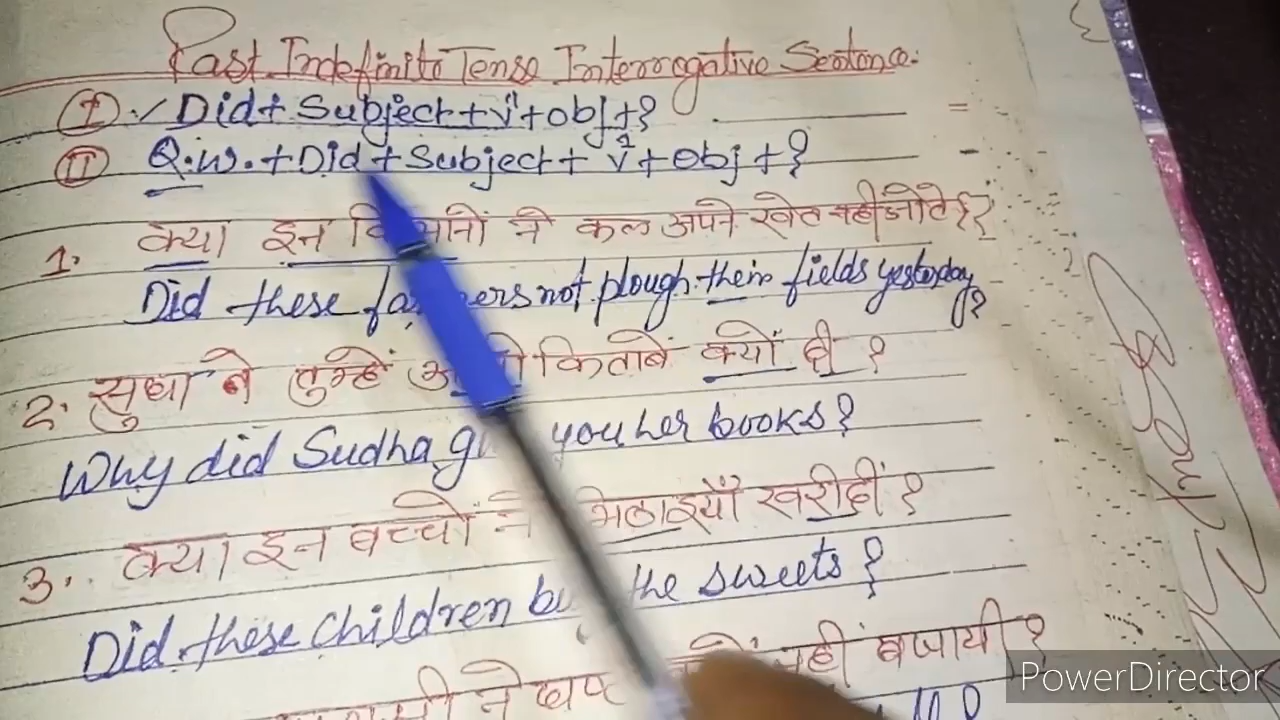 Past Indefinite Tense Interrogative Sentence:
I Did + Subject + V¹ + obj + ?
II Q.W. + Did + Subject + V¹ + Obj + ?
1. क्या इन ने कल अपने खेत नहीं जोते ?
Did these not plough their fields yesterday ?
2. सुधा ने तुम्हें किताबें क्यों दी ?
Why did Sudha you her books ?
3. क्या इन बच्चों ने खरीदीं ?
Did these children the sweets ?
ने नहीं बजायी ?
PowerDirector